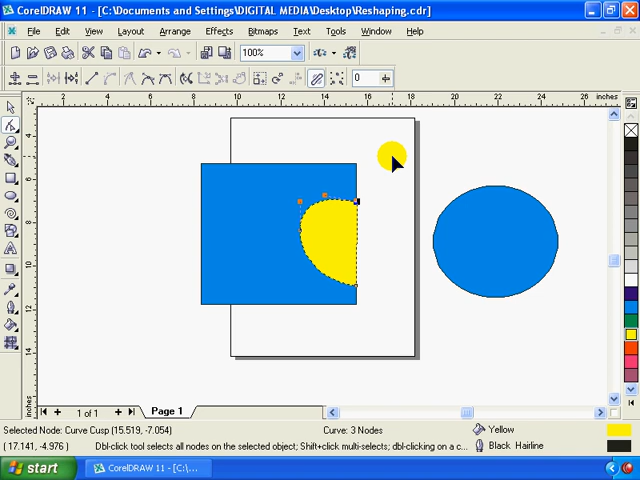 CorelDRAW 11 - [C:\Documents and Settings\DIGITAL MEDIA\Desktop\Reshaping.cdr]
File Edit View Layout Arrange Effects Bitmaps Text Tools Window Help
100%
0
2 10 12 14 16 18 20 22 24 26 inches
6
8
10
12
14
inches
1 of 1 Page 1
Selected Node: Curve Cusp (15.519, -7.054) Curve: 3 Nodes Yellow
(17.141, -4.976) Dbl-click tool selects all nodes on the selected object; Shift+click multi-selects; dbl-clicking on a c... Black Hairline
start CorelDRAW 11 - [C:\...